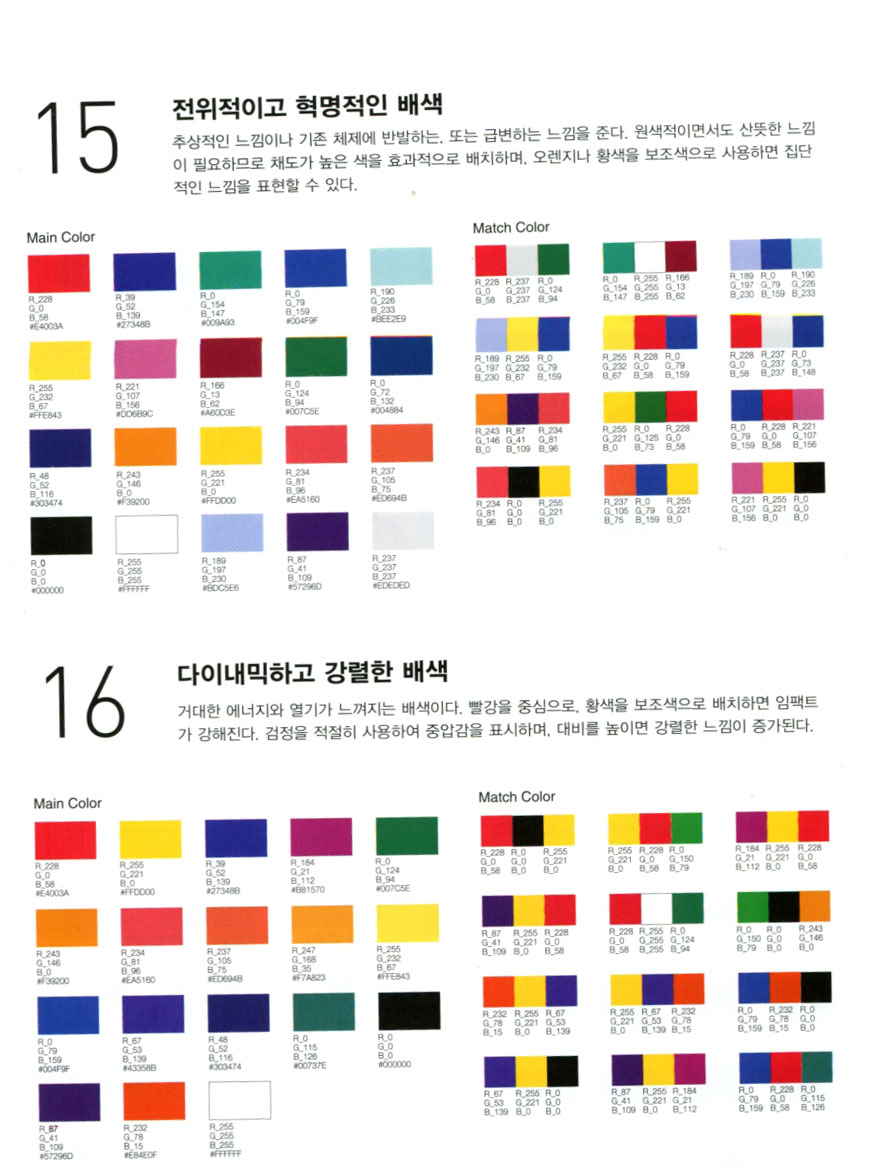 15
전위적이고 혁명적인 배색
추상적인 느낌이나 기존 체제에 반발하는, 또는 급변하는 느낌을 준다. 원색적이면서도 산뜻한 느낌
이 필요하므로 채도가 높은 색을 효과적으로 배치하며, 오렌지나 황색을 보조색으로 사용하면 집단
적인 느낌을 표현할 수 있다.
Main Color
R_228 R_39 R_0 R_0 R_190
G_0 G_52 G_154 G_79 G_226
B_58 B_139 B_147 B_159 B_233
#E4003A #27348B #009A93 #004F9F #BEE2E9
R_255 R_221 R_166 R_0 R_0
G_232 G_107 G_13 G_124 G_72
B_67 B_156 B_62 B_94 B_132
#FFE843 #DD6B9C #A60D3E #007C5E #004884
R_48 R_243 R_255 R_234 R_237
G_52 G_146 G_221 G_81 G_105
B_116 B_0 B_0 B_96 B_75
#303474 #F39200 #FFDD00 #EA5160 #ED694B
R_0 R_255 R_189 R_87 R_237
G_0 G_255 G_197 G_41 G_237
B_0 B_255 B_230 B_109 B_237
#000000 #FFFFFF #BDC5E6 #57296D #EDEDED
Match Color
R_228 R_237 R_0 R_0 R_255 R_166 R_189 R_0 R_190
G_0 G_237 G_124 G_154 G_255 G_13 G_197 G_79 G_226
B_58 B_237 B_94 B_147 B_255 B_62 B_230 B_159 B_233
R_189 R_255 R_0 R_255 R_228 R_0 R_228 R_237 R_0
G_197 G_232 G_79 G_232 G_0 G_79 G_0 G_237 G_73
B_230 B_67 B_159 B_67 B_58 B_159 B_58 B_237 B_148
R_243 R_87 R_234 R_255 R_0 R_228 R_0 R_228 R_221
G_146 G_41 G_81 G_221 G_125 G_0 G_79 G_0 G_107
B_0 B_109 B_96 B_0 B_73 B_58 B_159 B_58 B_156
R_234 R_0 R_255 R_237 R_0 R_255 R_221 R_255 R_0
G_81 G_0 G_221 G_105 G_79 G_221 G_107 G_221 G_0
B_96 B_0 B_0 B_75 B_159 B_0 B_156 B_0 B_0
16
다이내믹하고 강렬한 배색
거대한 에너지와 열기가 느껴지는 배색이다. 빨강을 중심으로, 황색을 보조색으로 배치하면 임팩트
가 강해진다. 검정을 적절히 사용하여 중압감을 표시하며, 대비를 높이면 강렬한 느낌이 증가된다.
Main Color
R_228 R_255 R_39 R_184 R_0
G_0 G_221 G_52 G_21 G_124
B_58 B_0 B_139 B_112 B_94
#E4003A #FFDD00 #27348B #B81570 #007C5E
R_243 R_234 R_237 R_247 R_255
G_146 G_81 G_105 G_168 G_232
B_0 B_96 B_75 B_35 B_67
#F39200 #EA5160 #ED694B #F7A823 #FFE843
R_0 R_67 R_48 R_0 R_0
G_79 G_53 G_52 G_115 G_0
B_159 B_139 B_116 B_126 B_0
#004F9F #43358B #303474 #00737E #000000
R_87 R_232 R_255
G_41 G_78 G_255
B_109 B_15 B_255
#57296D #E84E0F #FFFFFF
Match Color
R_228 R_0 R_255 R_255 R_228 R_0 R_184 R_255 R_228
G_0 G_0 G_221 G_221 G_0 G_150 G_21 G_221 G_0
B_58 B_0 B_0 B_0 B_58 B_79 B_112 B_0 B_58
R_87 R_255 R_228 R_228 R_255 R_0 R_0 R_0 R_243
G_41 G_221 G_0 G_0 G_255 G_124 G_150 G_0 G_146
B_109 B_0 B_58 B_58 B_255 B_94 B_79 B_0 B_0
R_232 R_255 R_67 R_255 R_67 R_232 R_0 R_232 R_0
G_78 G_221 G_53 G_221 G_53 G_78 G_79 G_78 G_0
B_15 B_0 B_139 B_0 B_139 B_15 B_159 B_15 B_0
R_67 R_255 R_0 R_87 R_255 R_184 R_0 R_228 R_0
G_53 G_221 G_0 G_41 G_221 G_21 G_79 G_0 G_115
B_139 B_0 B_0 B_109 B_0 B_112 B_159 B_58 B_126